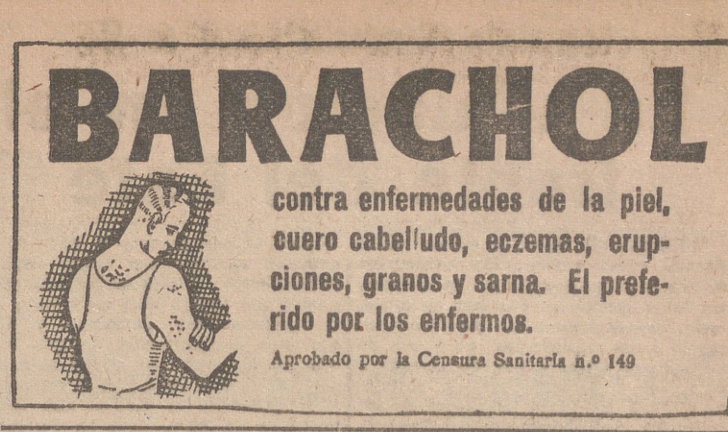 BARACHOL
contra enfermedades de la piel,
cuero cabelludo, eczemas, erup-
ciones, granos y sarna. El prefe-
rido por los enfermos.
Aprobado por la Censura Sanitaria n.º 149